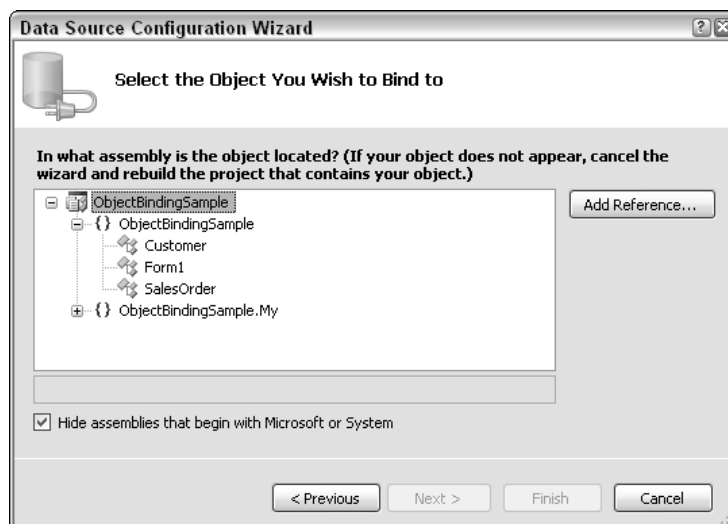 Data Source Configuration Wizard
Select the Object You Wish to Bind to
In what assembly is the object located? (If your object does not appear, cancel the
wizard and rebuild the project that contains your object.)
ObjectBindingSample
Add Reference...
{} ObjectBindingSample
Customer
Form1
SalesOrder
{} ObjectBindingSample.My
Hide assemblies that begin with Microsoft or System
< Previous
Next >
Finish
Cancel